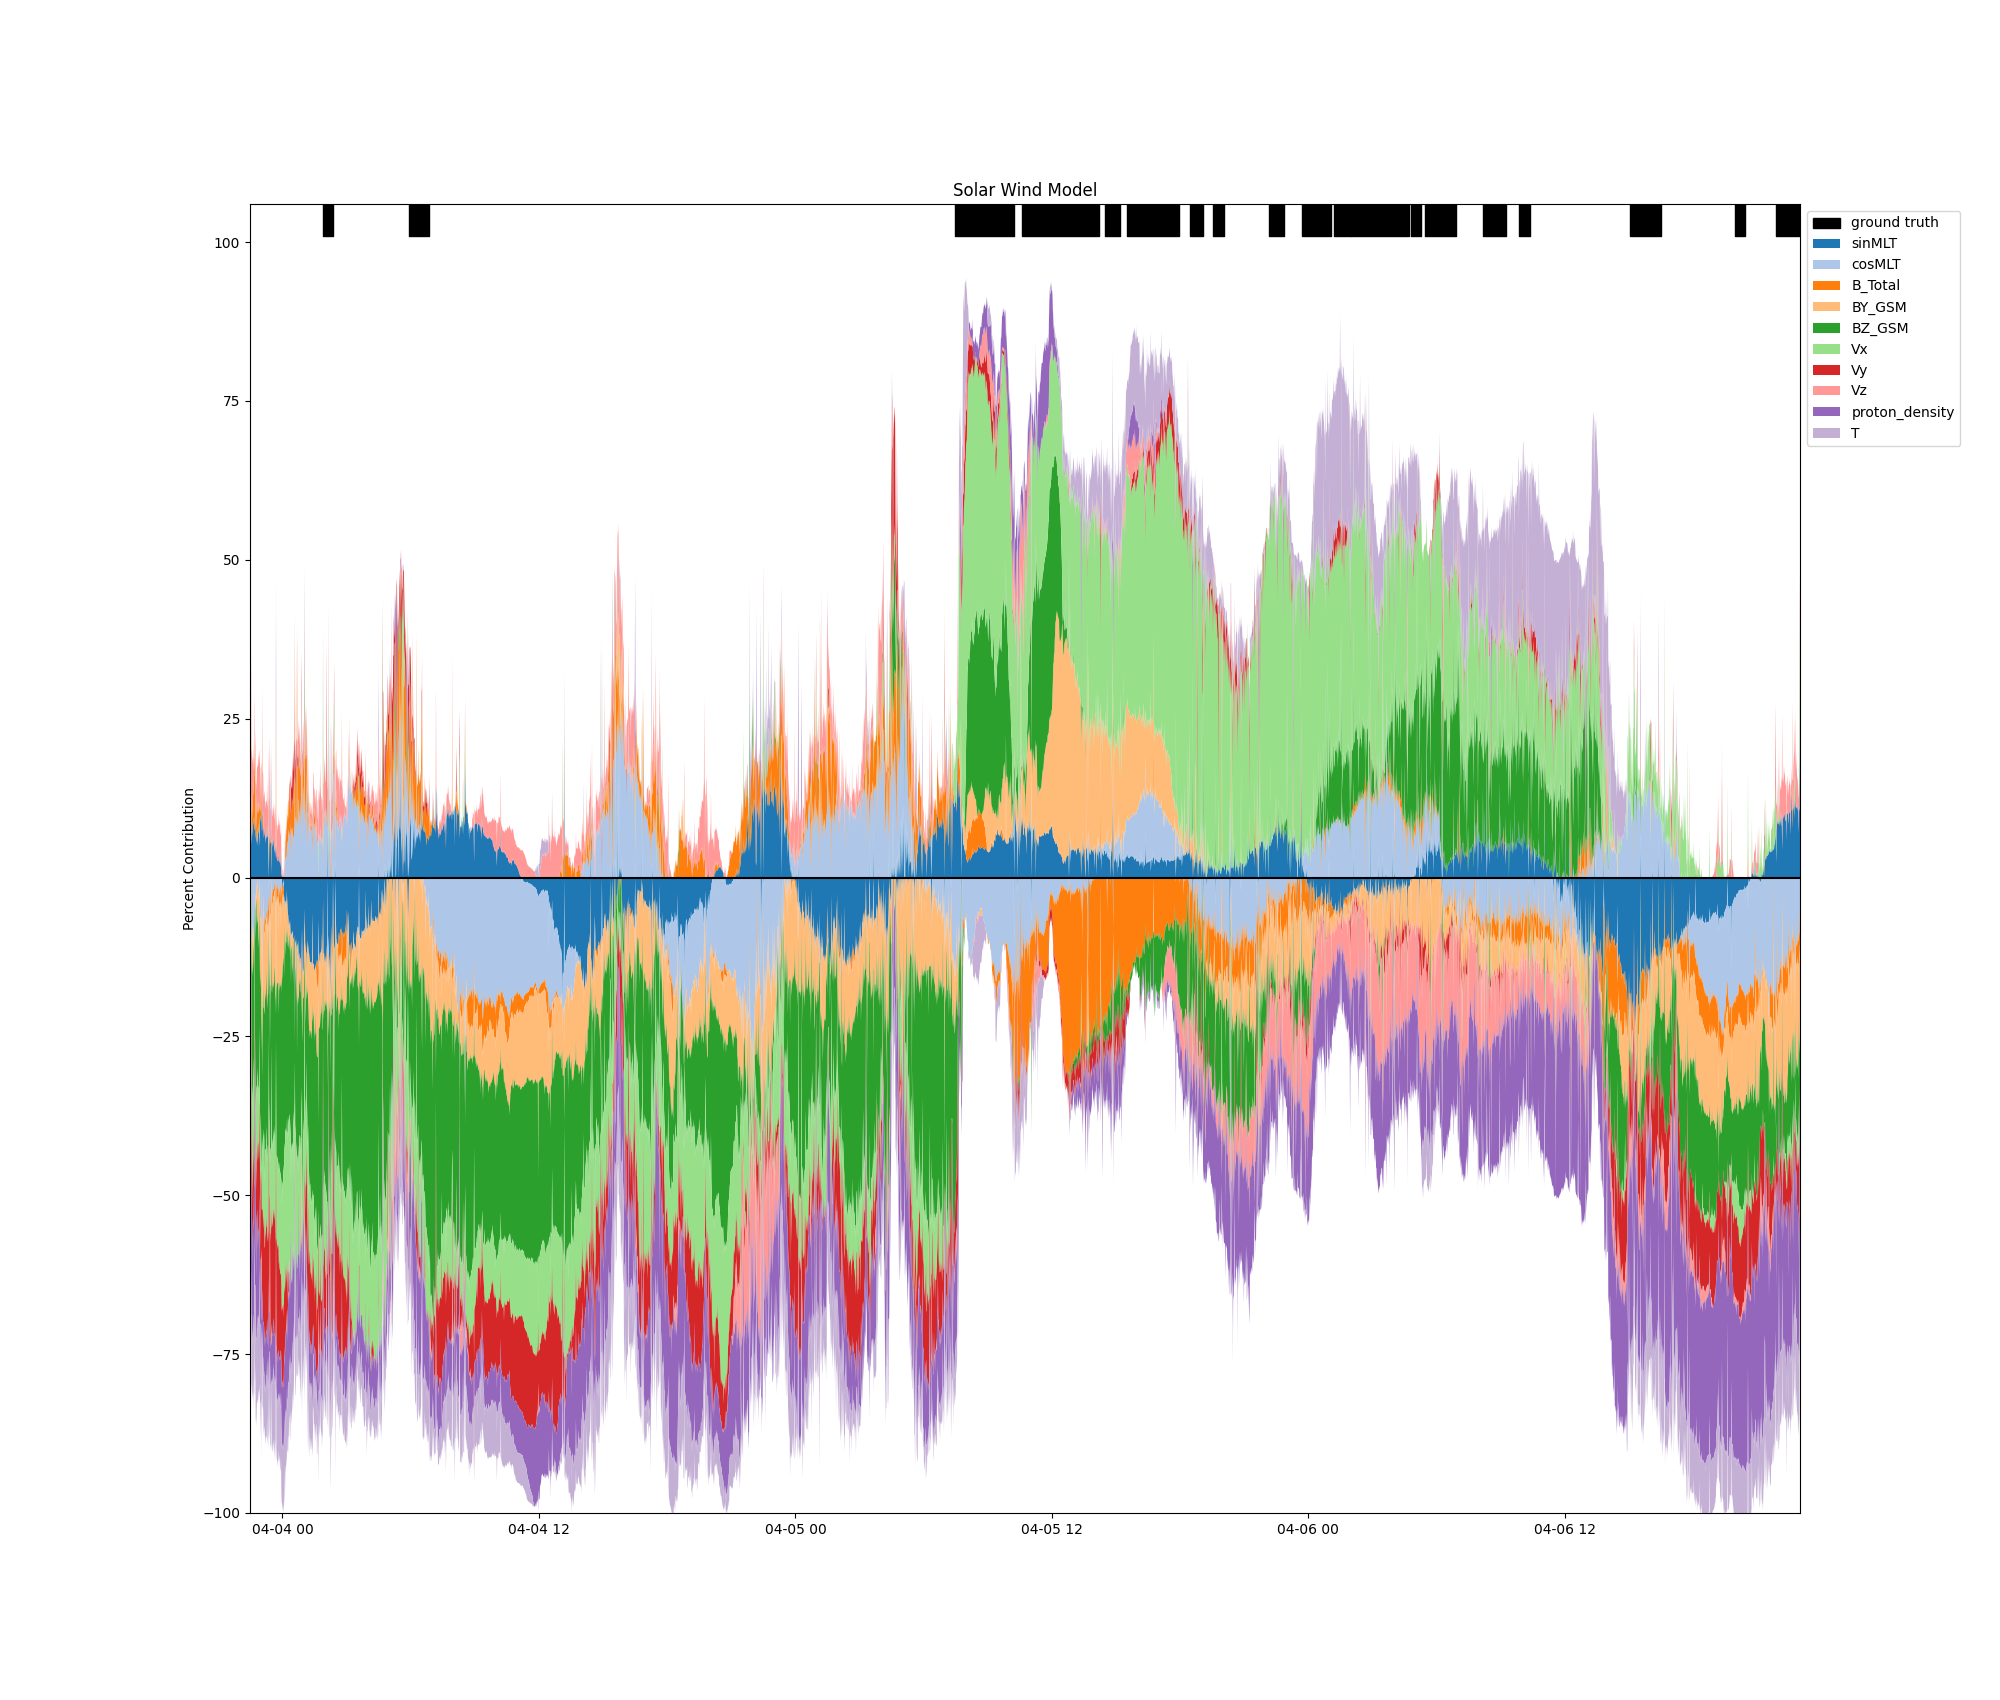 Solar Wind Model
100
75
50
25
0
−25
−50
−75
−100
Percent Contribution
04-04 00
04-04 12
04-05 00
04-05 12
04-06 00
04-06 12
ground truth
sinMLT
cosMLT
B_Total
BY_GSM
BZ_GSM
Vx
Vy
Vz
proton_density
T